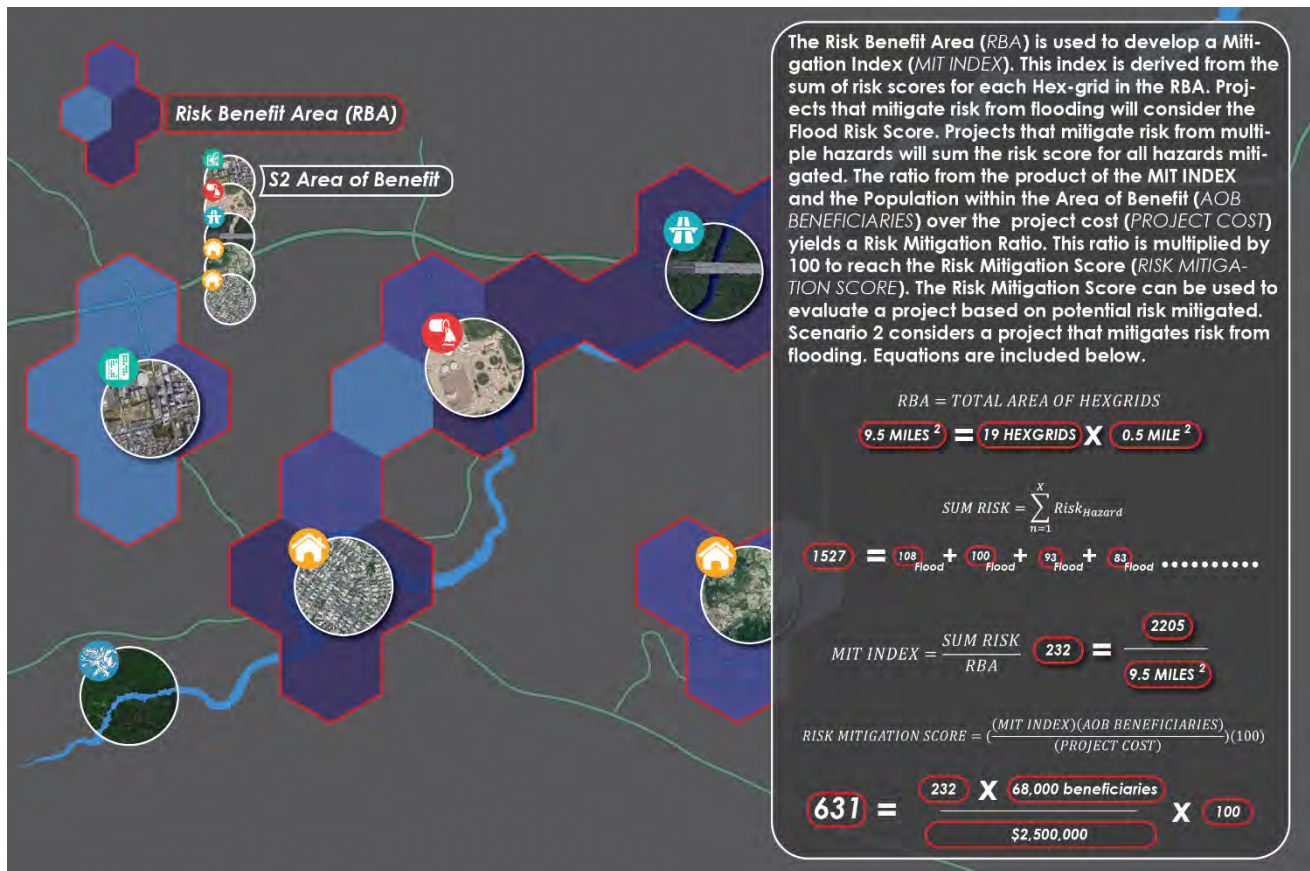 Risk Benefit Area (RBA)
S2 Area of Benefit
The Risk Benefit Area (RBA) is used to develop a Miti-
gation Index (MIT INDEX). This index is derived from the
sum of risk scores for each Hex-grid in the RBA. Proj-
ects that mitigate risk from flooding will consider the
Flood Risk Score. Projects that mitigate risk from multi-
ple hazards will sum the risk score for all hazards miti-
gated. The ratio from the product of the MIT INDEX
and the Population within the Area of Benefit (AOB
BENEFICIARIES) over the project cost (PROJECT COST)
yields a Risk Mitigation Ratio. This ratio is multiplied by
100 to reach the Risk Mitigation Score (RISK MITIGA-
TION SCORE). The Risk Mitigation Score can be used to
evaluate a project based on potential risk mitigated.
Scenario 2 considers a project that mitigates risk from
flooding. Equations are included below.
RBA = TOTAL AREA OF HEXGRIDS
9.5 MILES ² = 19 HEXGRIDS X 0.5 MILE ²
X
SUM RISK = ∑ Risk Hazard
n=1
1527 = 108 Flood + 100 Flood + 93 Flood + 83 Flood ..........
MIT INDEX = SUM RISK / RBA 232 = 2205 / 9.5 MILES ²
RISK MITIGATION SCORE = ( (MIT INDEX)(AOB BENEFICIARIES) / (PROJECT COST) )(100)
631 = 232 X 68,000 beneficiaries / $2,500,000 X 100